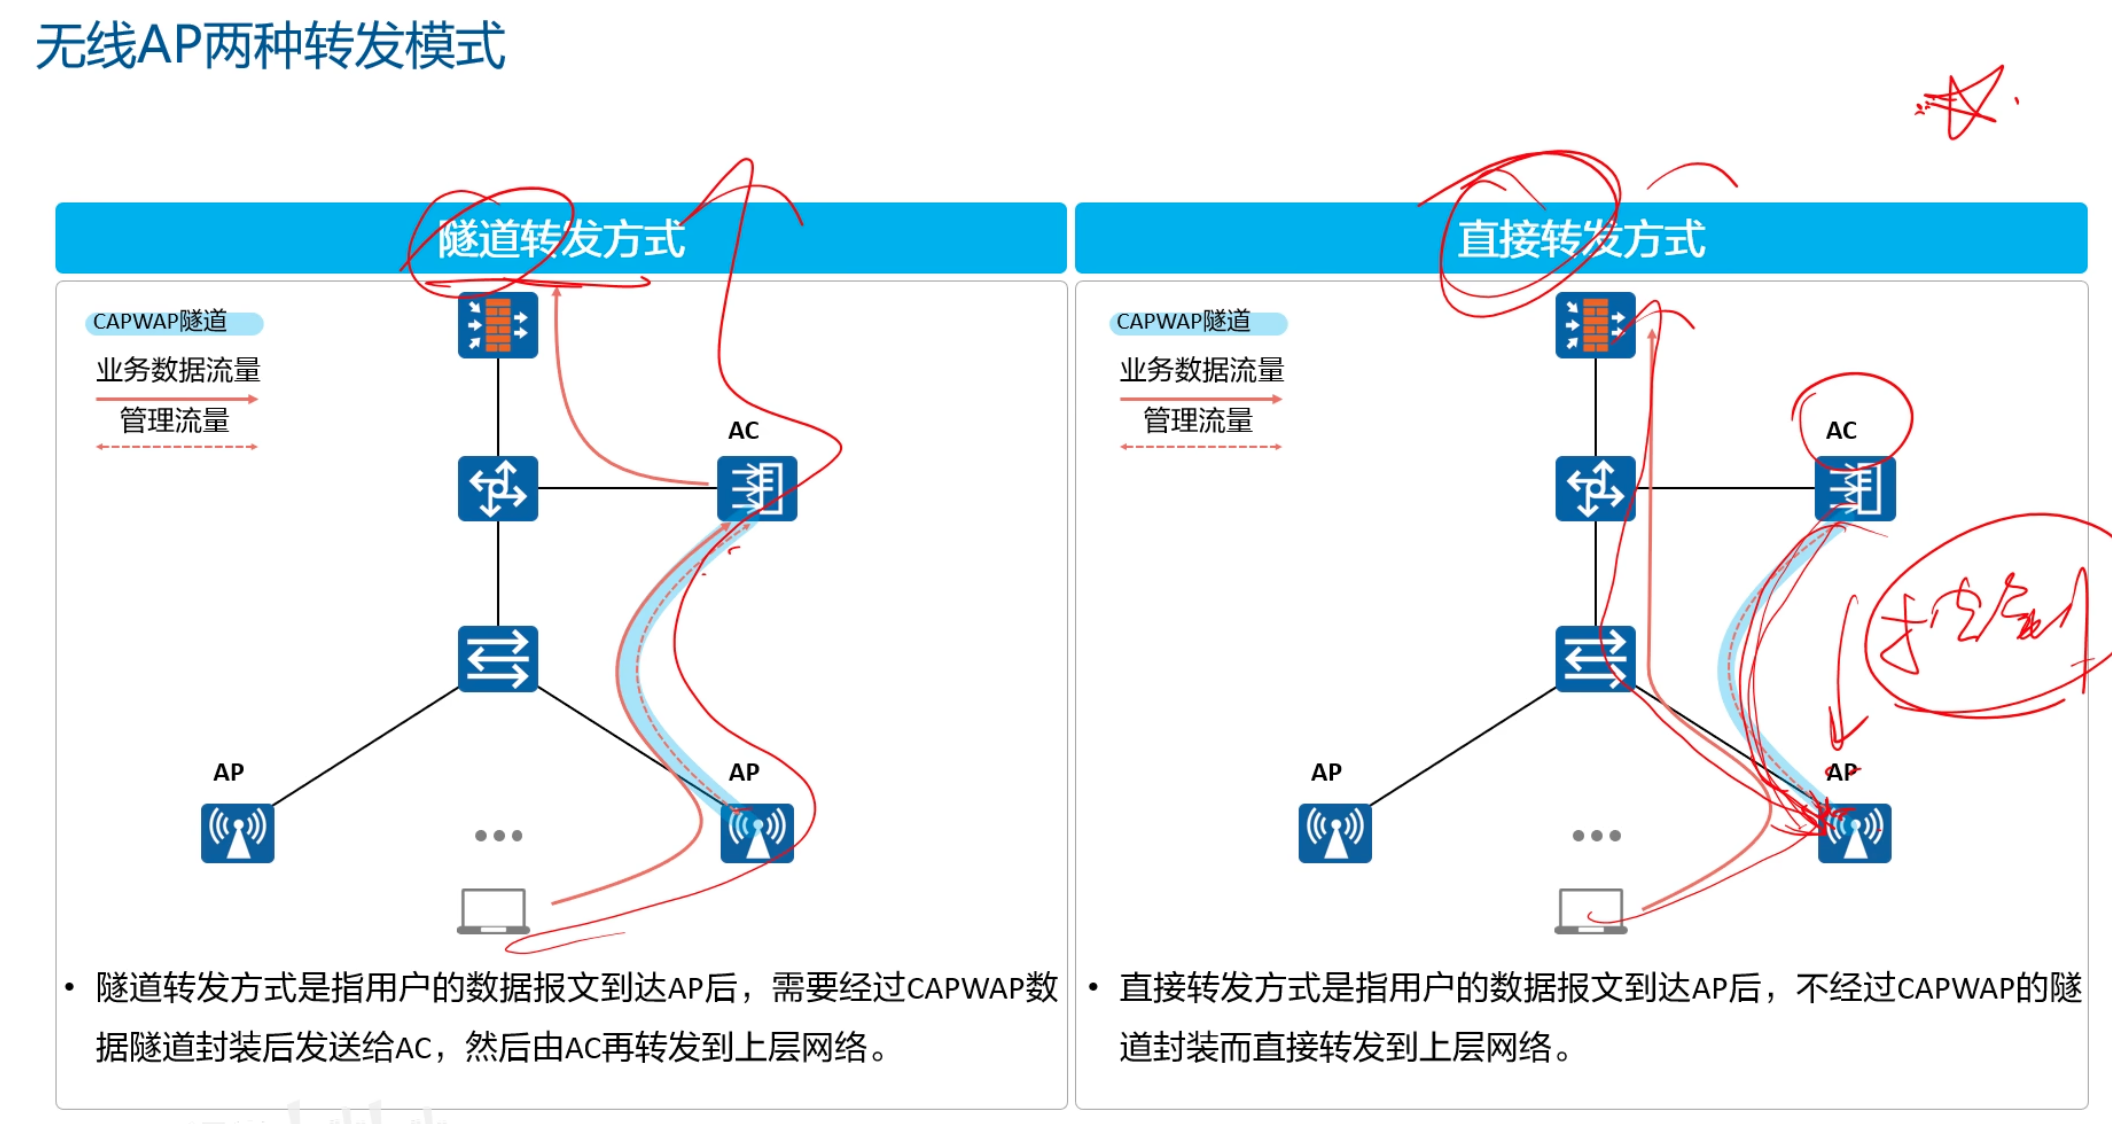 无线AP两种转发模式
隧道转发方式
CAPWAP隧道
业务数据流量
管理流量
AC
AP
AP
•••
• 隧道转发方式是指用户的数据报文到达AP后，需要经过CAPWAP数
据隧道封装后发送给AC，然后由AC再转发到上层网络。
直接转发方式
CAPWAP隧道
业务数据流量
管理流量
AC
AP
AP
•••
• 直接转发方式是指用户的数据报文到达AP后，不经过CAPWAP的隧
道封装而直接转发到上层网络。